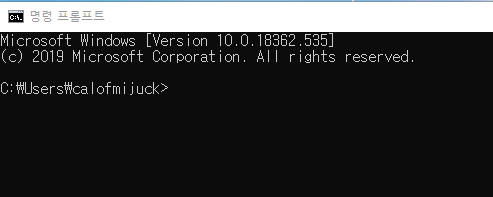 명령 프롬프트
Microsoft Windows [Version 10.0.18362.535]
(c) 2019 Microsoft Corporation. All rights reserved.
C:₩Users₩calofmijuck>